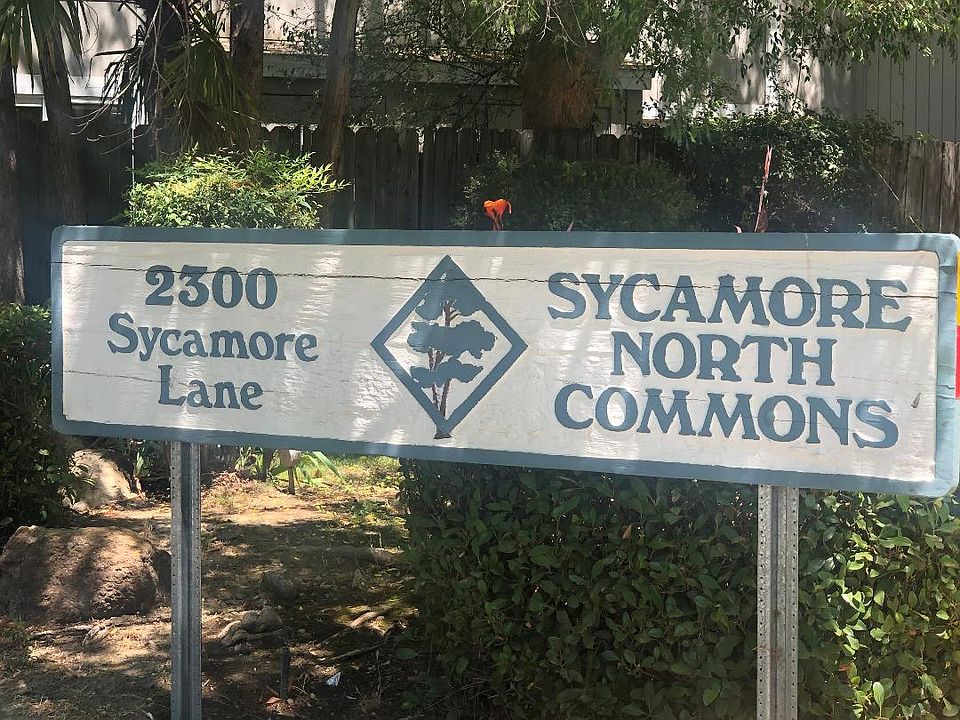 2300
Sycamore
Lane
SYCAMORE
NORTH
COMMONS